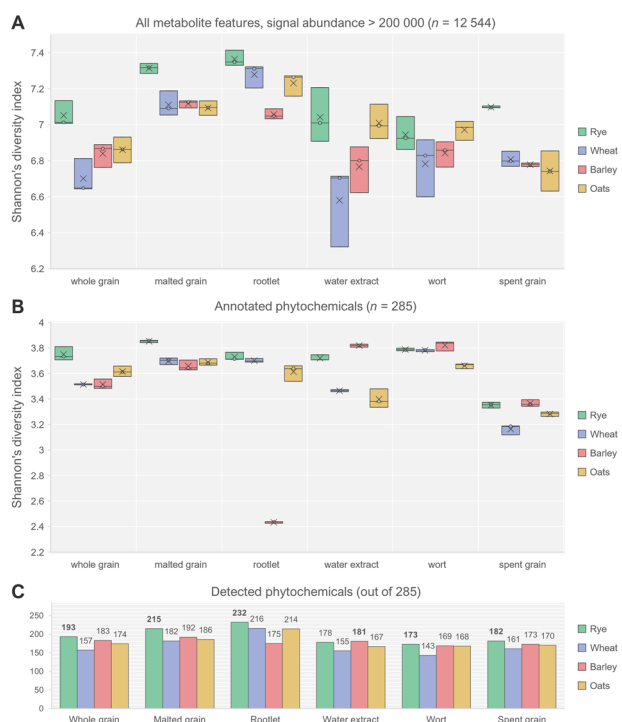 A
All metabolite features, signal abundance > 200 000 (n = 12 544)
Shannon's diversity index
7.4
7.2
7
6.8
6.6
6.4
6.2
whole grain malted grain rootlet water extract wort spent grain
Rye
Wheat
Barley
Oats
B
Annotated phytochemicals (n = 285)
Shannon's diversity index
4
3.8
3.6
3.4
3.2
3
2.8
2.6
2.4
2.2
whole grain malted grain rootlet water extract wort spent grain
Rye
Wheat
Barley
Oats
C
Detected phytochemicals (out of 285)
250
200
150
100
50
0
193 157 183 174 215 182 192 186 232 216 175 214 178 155 181 167 173 143 169 168 182 161 173 170
Whole grain Malted grain Rootlet Water extract Wort Spent grain
Rye
Wheat
Barley
Oats